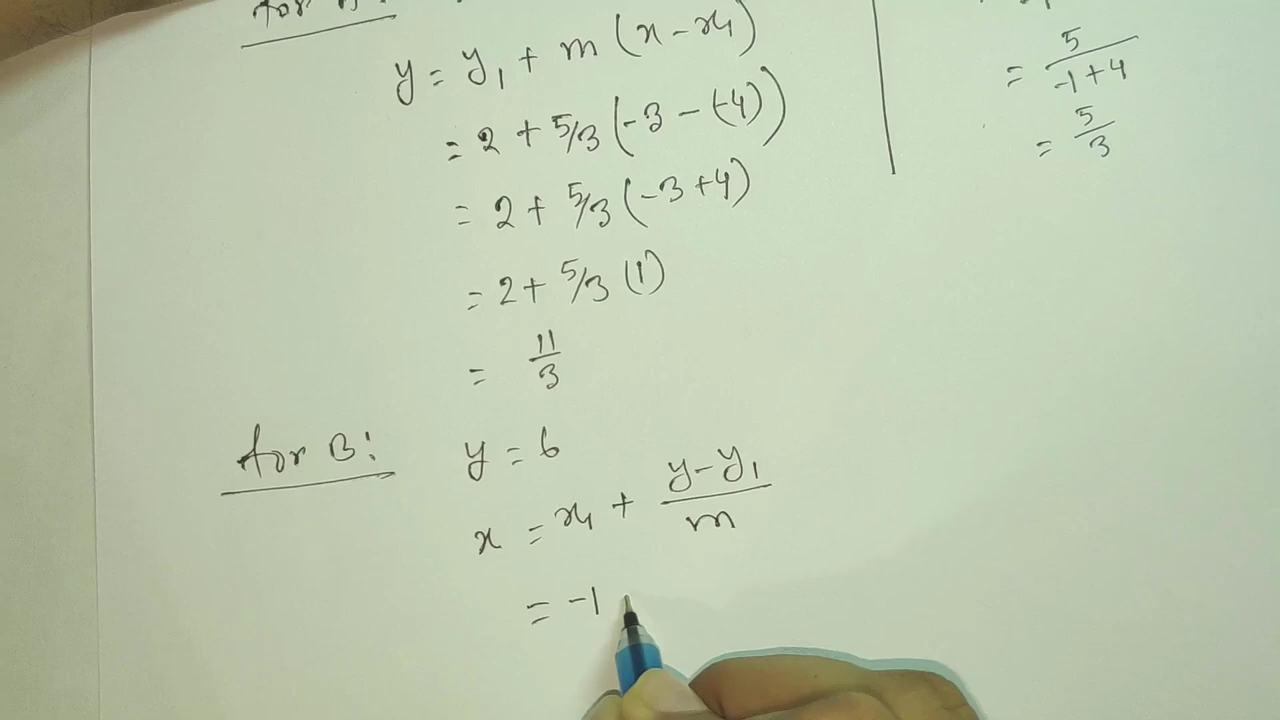 for
y = y₁ + m (x - x₁)
= 2 + 5/3 (-3 - (-4))
= 2 + 5/3 (-3 + 4)
= 2 + 5/3 (1)
= 11/3
for B: y = 6
x = x₁ + (y - y₁)/m
= -1
= 5/(-1 + 4)
= 5/3